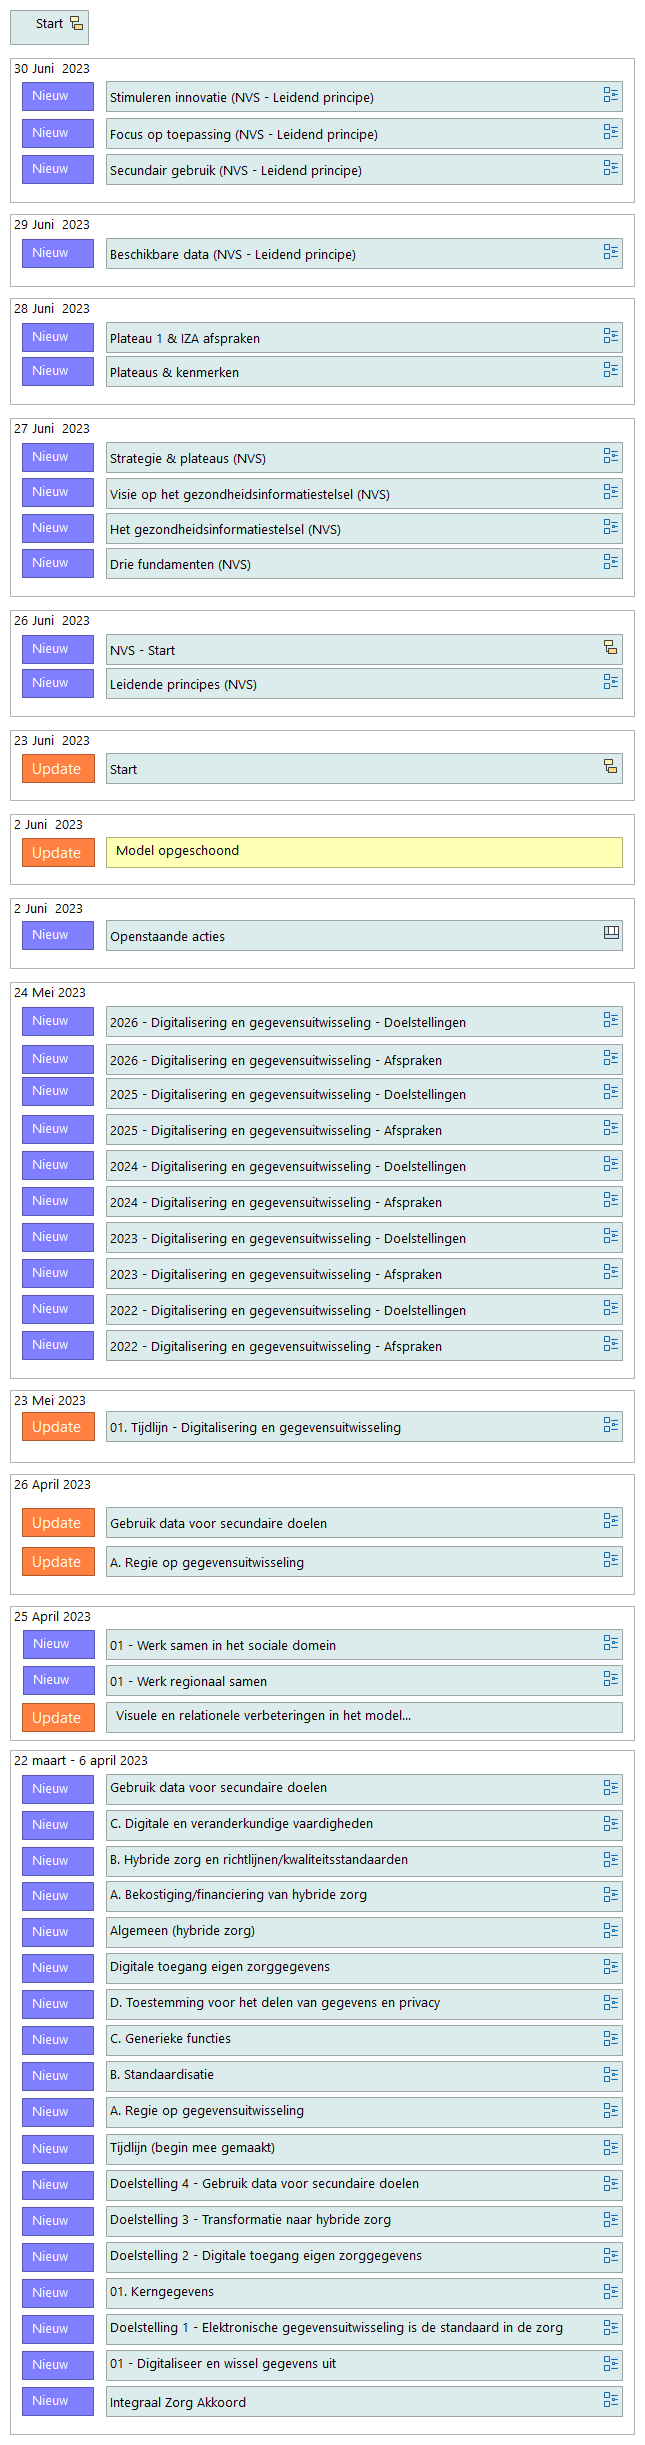 Start
30 Juni  2023
Nieuw Stimuleren innovatie (NVS - Leidend principe)
Nieuw Focus op toepassing (NVS - Leidend principe)
Nieuw Secundair gebruik (NVS - Leidend principe)
29 Juni  2023
Nieuw Beschikbare data (NVS - Leidend principe)
28 Juni  2023
Nieuw Plateau 1 & IZA afspraken
Nieuw Plateaus & kenmerken
27 Juni  2023
Nieuw Strategie & plateaus (NVS)
Nieuw Visie op het gezondheidsinformatiestelsel (NVS)
Nieuw Het gezondheidsinformatiestelsel (NVS)
Nieuw Drie fundamenten (NVS)
26 Juni  2023
Nieuw NVS - Start
Nieuw Leidende principes (NVS)
23 Juni  2023
Update Start
2 Juni  2023
Update Model opgeschoond
2 Juni  2023
Nieuw Openstaande acties
24 Mei 2023
Nieuw 2026 - Digitalisering en gegevensuitwisseling - Doelstellingen
Nieuw 2026 - Digitalisering en gegevensuitwisseling - Afspraken
Nieuw 2025 - Digitalisering en gegevensuitwisseling - Doelstellingen
Nieuw 2025 - Digitalisering en gegevensuitwisseling - Afspraken
Nieuw 2024 - Digitalisering en gegevensuitwisseling - Doelstellingen
Nieuw 2024 - Digitalisering en gegevensuitwisseling - Afspraken
Nieuw 2023 - Digitalisering en gegevensuitwisseling - Doelstellingen
Nieuw 2023 - Digitalisering en gegevensuitwisseling - Afspraken
Nieuw 2022 - Digitalisering en gegevensuitwisseling - Doelstellingen
Nieuw 2022 - Digitalisering en gegevensuitwisseling - Afspraken
23 Mei 2023
Update 01. Tijdlijn - Digitalisering en gegevensuitwisseling
26 April 2023
Update Gebruik data voor secundaire doelen
Update A. Regie op gegevensuitwisseling
25 April 2023
Nieuw 01 - Werk samen in het sociale domein
Nieuw 01 - Werk regionaal samen
Update Visuele en relationele verbeteringen in het model...
22 maart - 6 april 2023
Nieuw Gebruik data voor secundaire doelen
Nieuw C. Digitale en veranderkundige vaardigheden
Nieuw B. Hybride zorg en richtlijnen/kwaliteitsstandaarden
Nieuw A. Bekostiging/financiering van hybride zorg
Nieuw Algemeen (hybride zorg)
Nieuw Digitale toegang eigen zorggegevens
Nieuw D. Toestemming voor het delen van gegevens en privacy
Nieuw C. Generieke functies
Nieuw B. Standaardisatie
Nieuw A. Regie op gegevensuitwisseling
Nieuw Tijdlijn (begin mee gemaakt)
Nieuw Doelstelling 4 - Gebruik data voor secundaire doelen
Nieuw Doelstelling 3 - Transformatie naar hybride zorg
Nieuw Doelstelling 2 - Digitale toegang eigen zorggegevens
Nieuw 01. Kerngegevens
Nieuw Doelstelling 1 - Elektronische gegevensuitwisseling is de standaard in de zorg
Nieuw 01 - Digitaliseer en wissel gegevens uit
Nieuw Integraal Zorg Akkoord